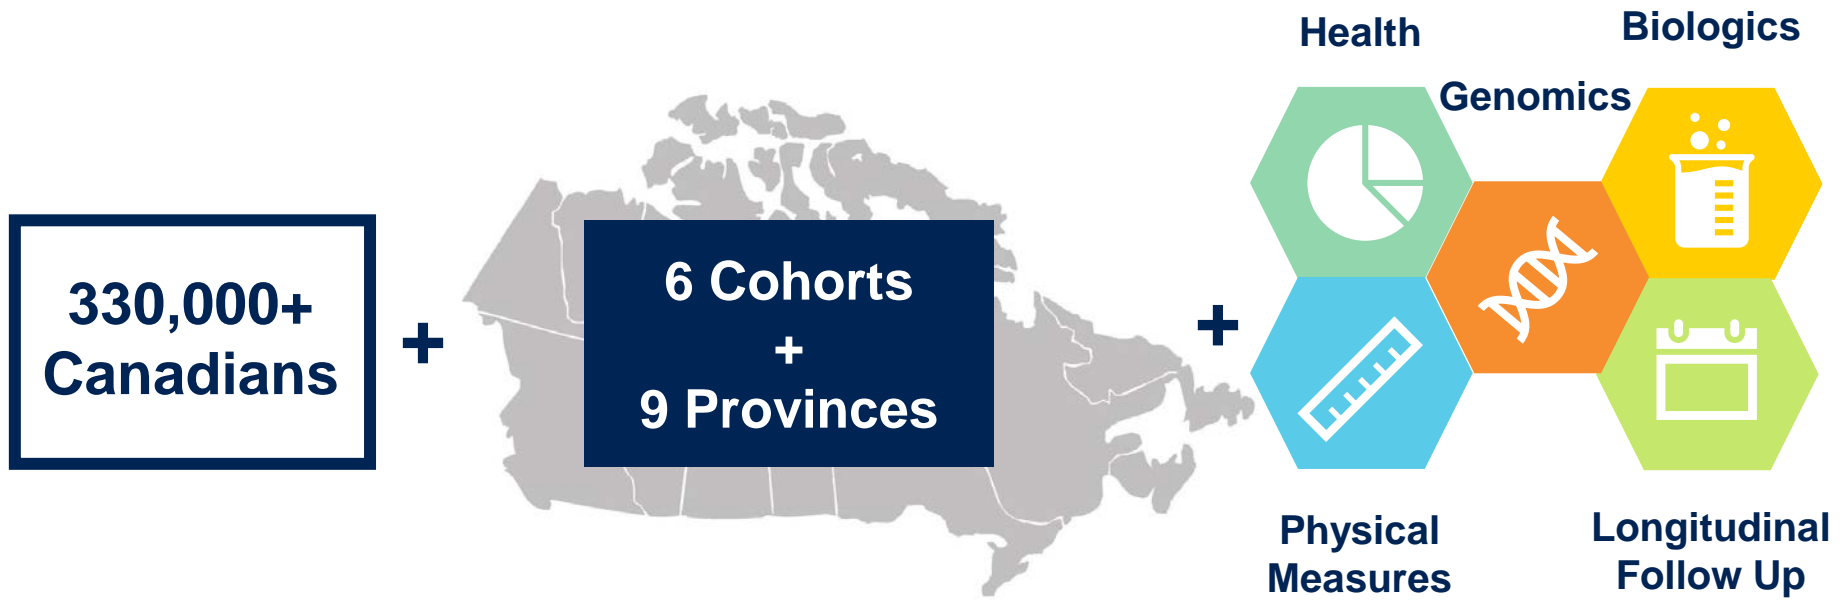 330,000+
Canadians
+
6 Cohorts
+
9 Provinces
+
Health
Biologics
Genomics
Physical
Measures
Longitudinal
Follow Up